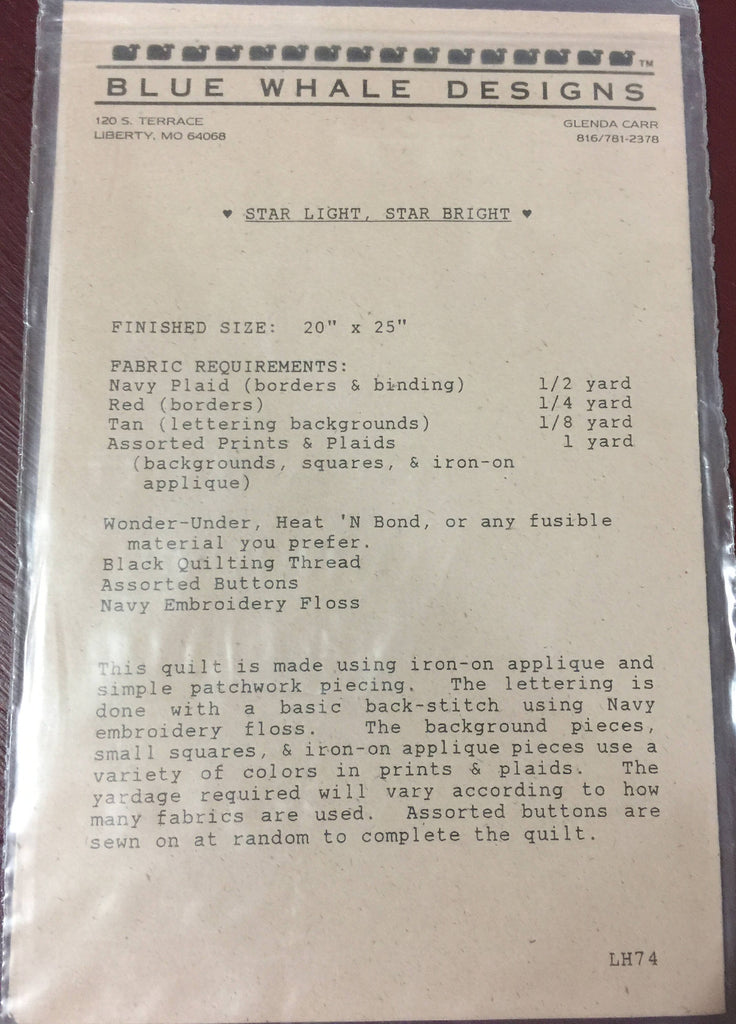 TM
BLUE WHALE DESIGNS
120 S. TERRACE
LIBERTY, MO 64068
GLENDA CARR
816/781-2378
♥ STAR LIGHT, STAR BRIGHT ♥
FINISHED SIZE: 20" x 25"
FABRIC REQUIREMENTS:
Navy Plaid (borders & binding) 1/2 yard
Red (borders) 1/4 yard
Tan (lettering backgrounds) 1/8 yard
Assorted Prints & Plaids 1 yard
(backgrounds, squares, & iron-on
applique)
Wonder-Under, Heat 'N Bond, or any fusible
material you prefer.
Black Quilting Thread
Assorted Buttons
Navy Embroidery Floss
This quilt is made using iron-on applique and
simple patchwork piecing. The lettering is
done with a basic back-stitch using Navy
embroidery floss. The background pieces,
small squares, & iron-on applique pieces use a
variety of colors in prints & plaids. The
yardage required will vary according to how
many fabrics are used. Assorted buttons are
sewn on at random to complete the quilt.
LH74